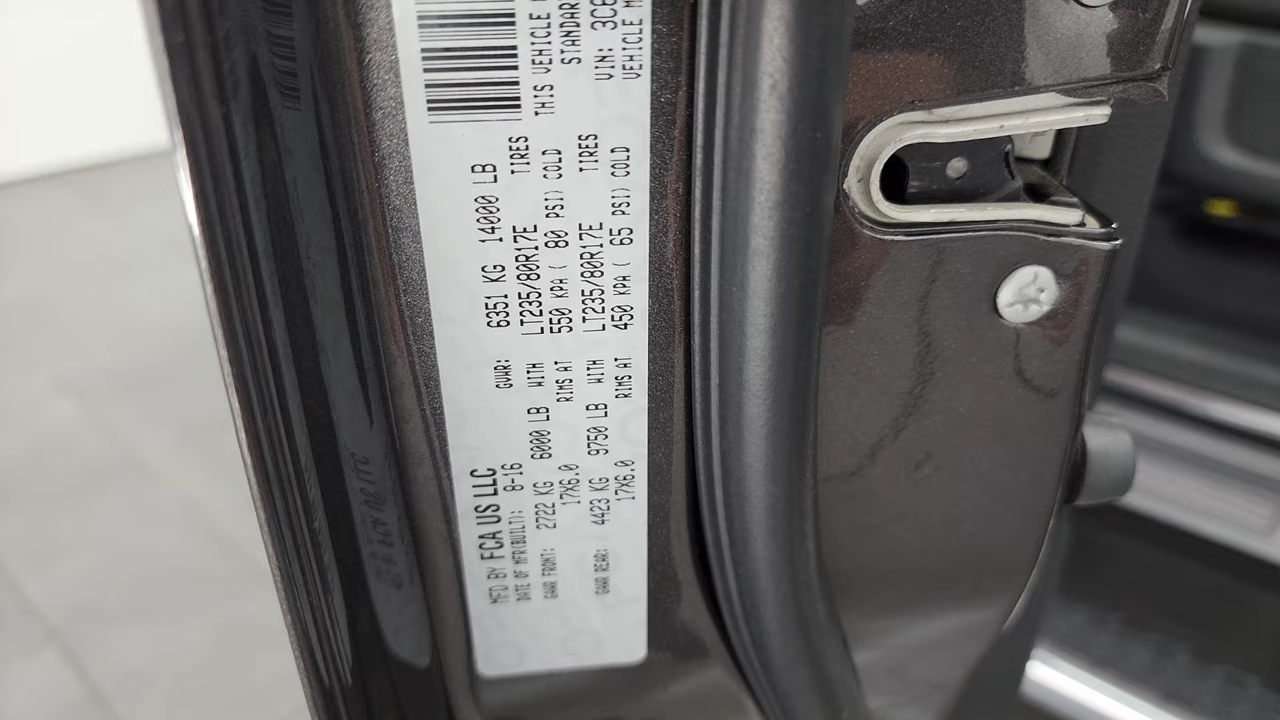 MFD BY FCA US LLC
DATE OF MFR(BUILT): 8-16 GVWR: 6351 KG 14000 LB
GAWR FRONT: 2722 KG 6000 LB WITH LT235/80R17E TIRES
17X6.0 RIMS AT 550 KPA ( 80 PSI) COLD
THIS VEHICLE
STANDAR
GAWR REAR: 4423 KG 9750 LB WITH LT235/80R17E TIRES
17X6.0 RIMS AT 450 KPA ( 65 PSI) COLD
VIN: 3C6
VEHICLE M